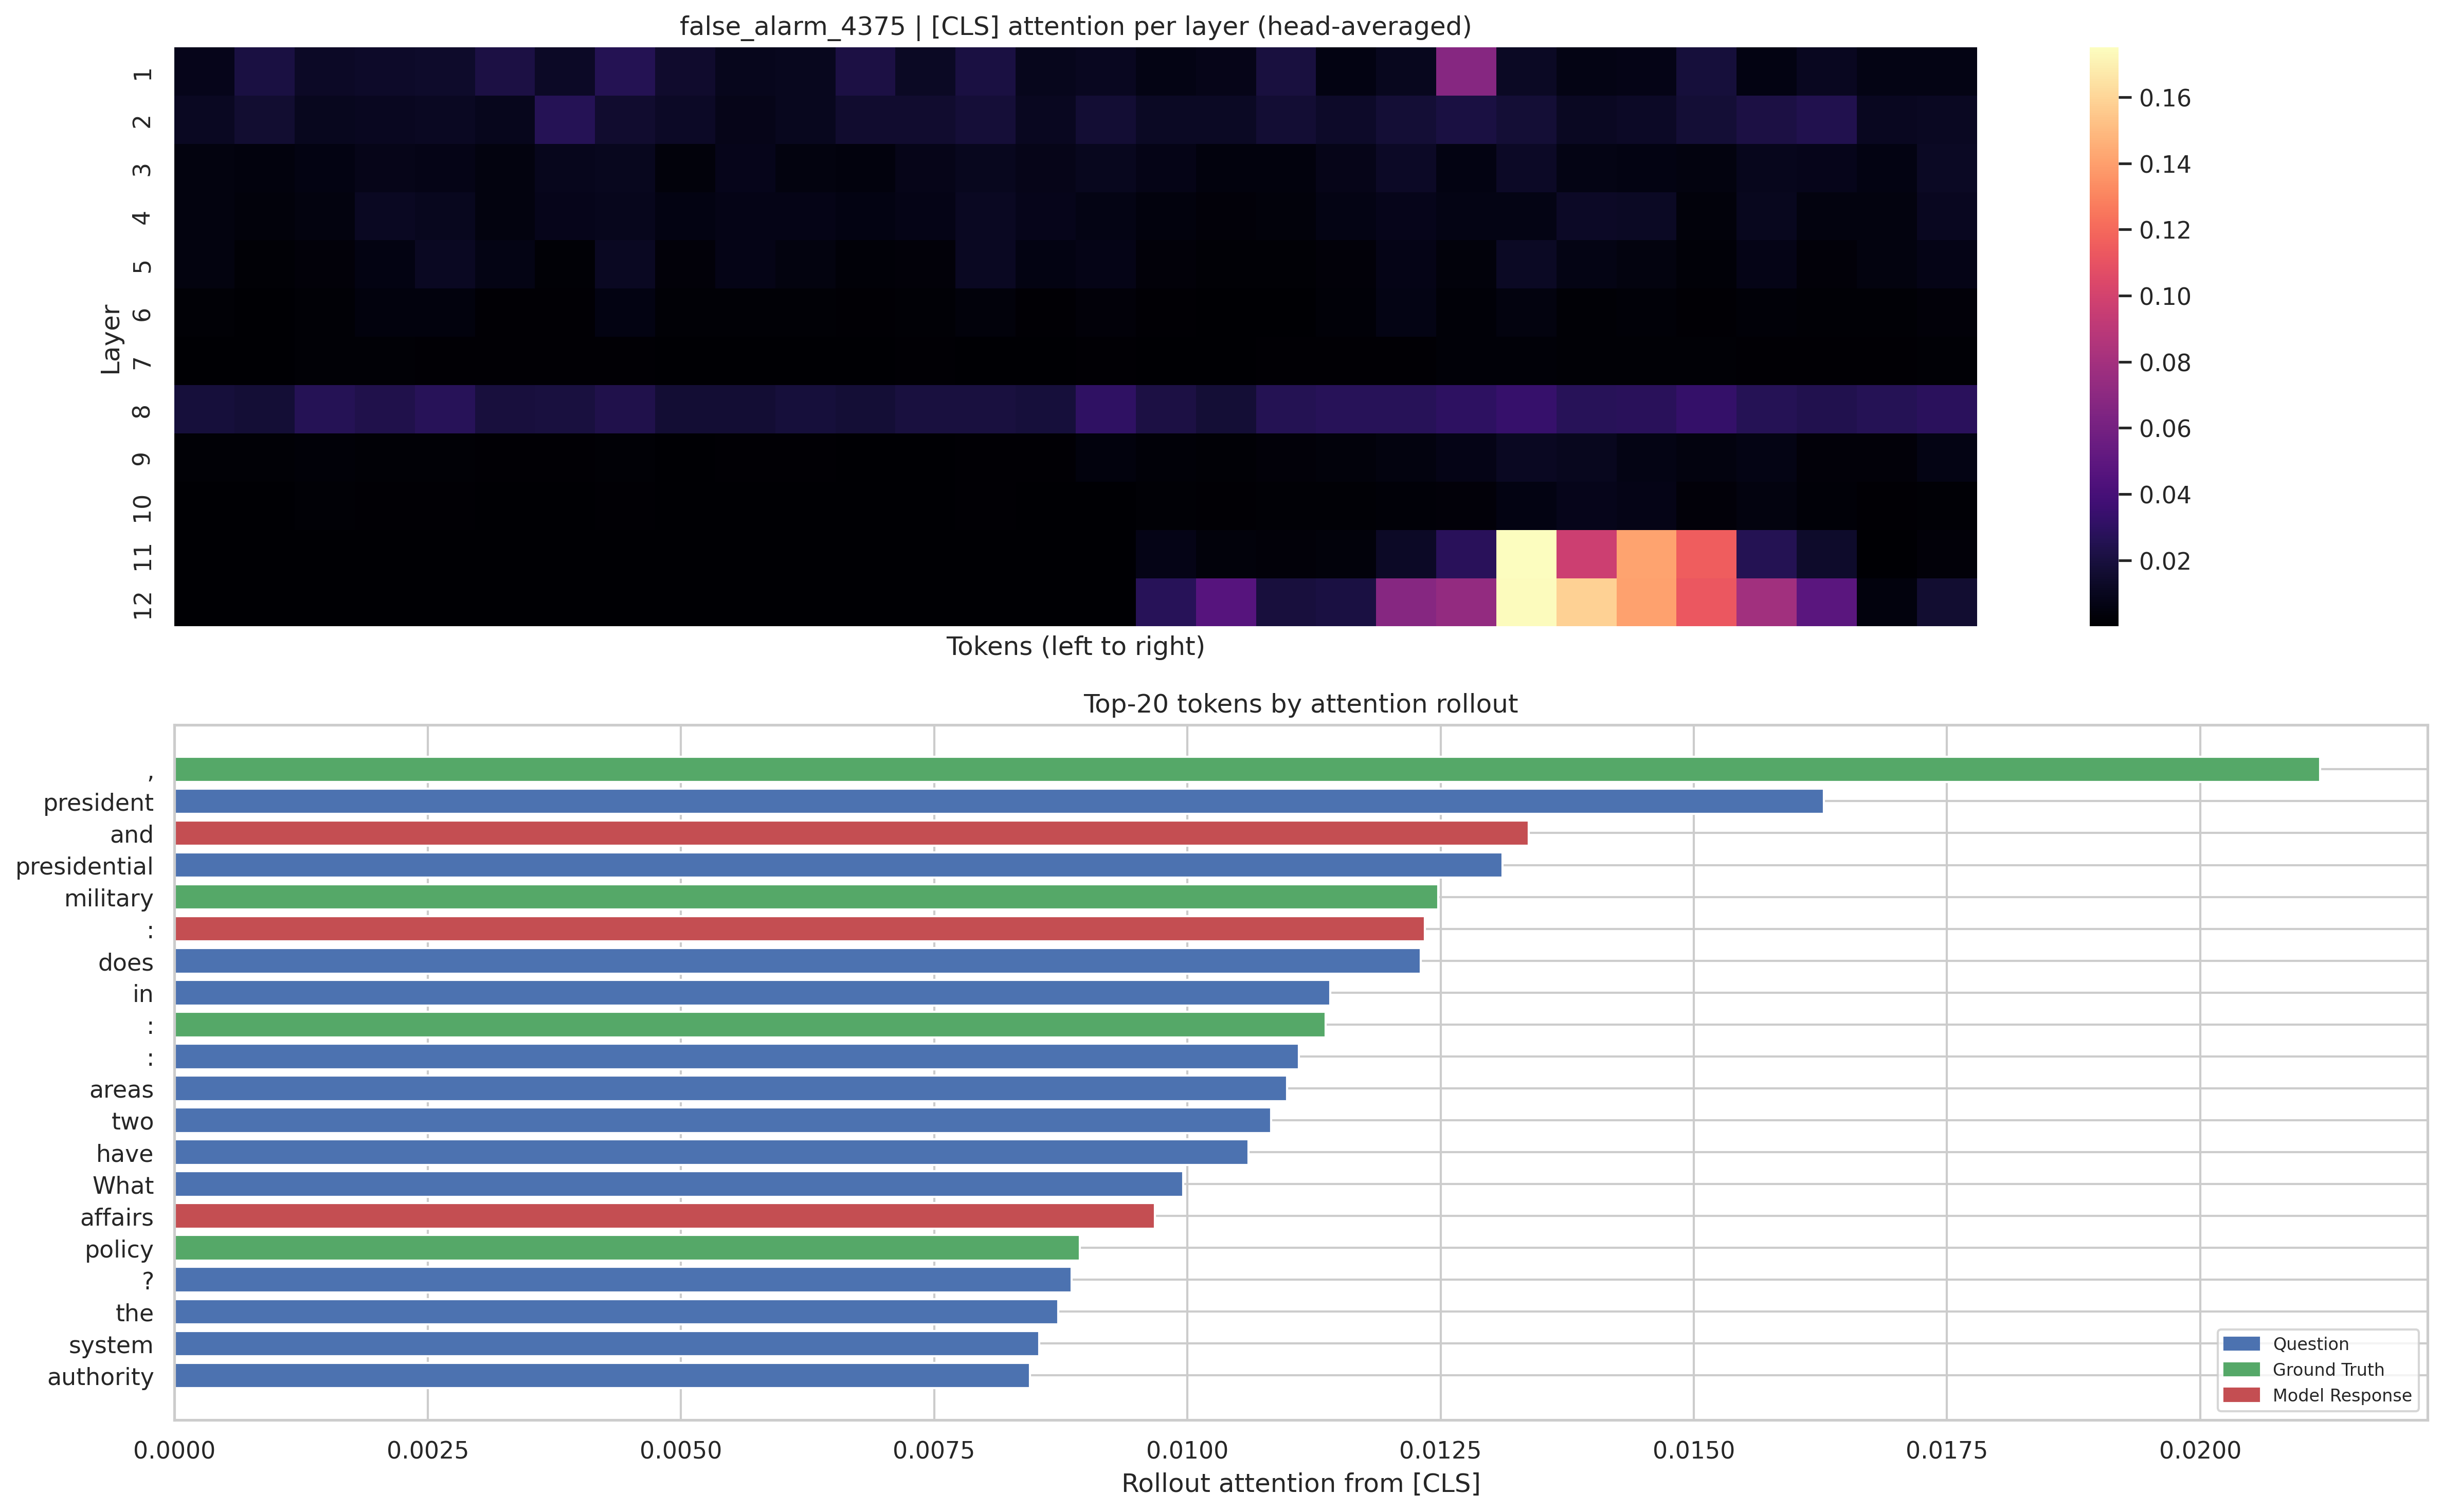 false_alarm_4375 | [CLS] attention per layer (head-averaged)
Layer
1
2
3
4
5
6
7
8
9
10
11
12
Tokens (left to right)
0.16
0.14
0.12
0.10
0.08
0.06
0.04
0.02
Top-20 tokens by attention rollout
,
president
and
presidential
military
:
does
in
:
:
areas
two
have
What
affairs
policy
?
the
system
authority
Question
Ground Truth
Model Response
0.0000 0.0025 0.0050 0.0075 0.0100 0.0125 0.0150 0.0175 0.0200
Rollout attention from [CLS]